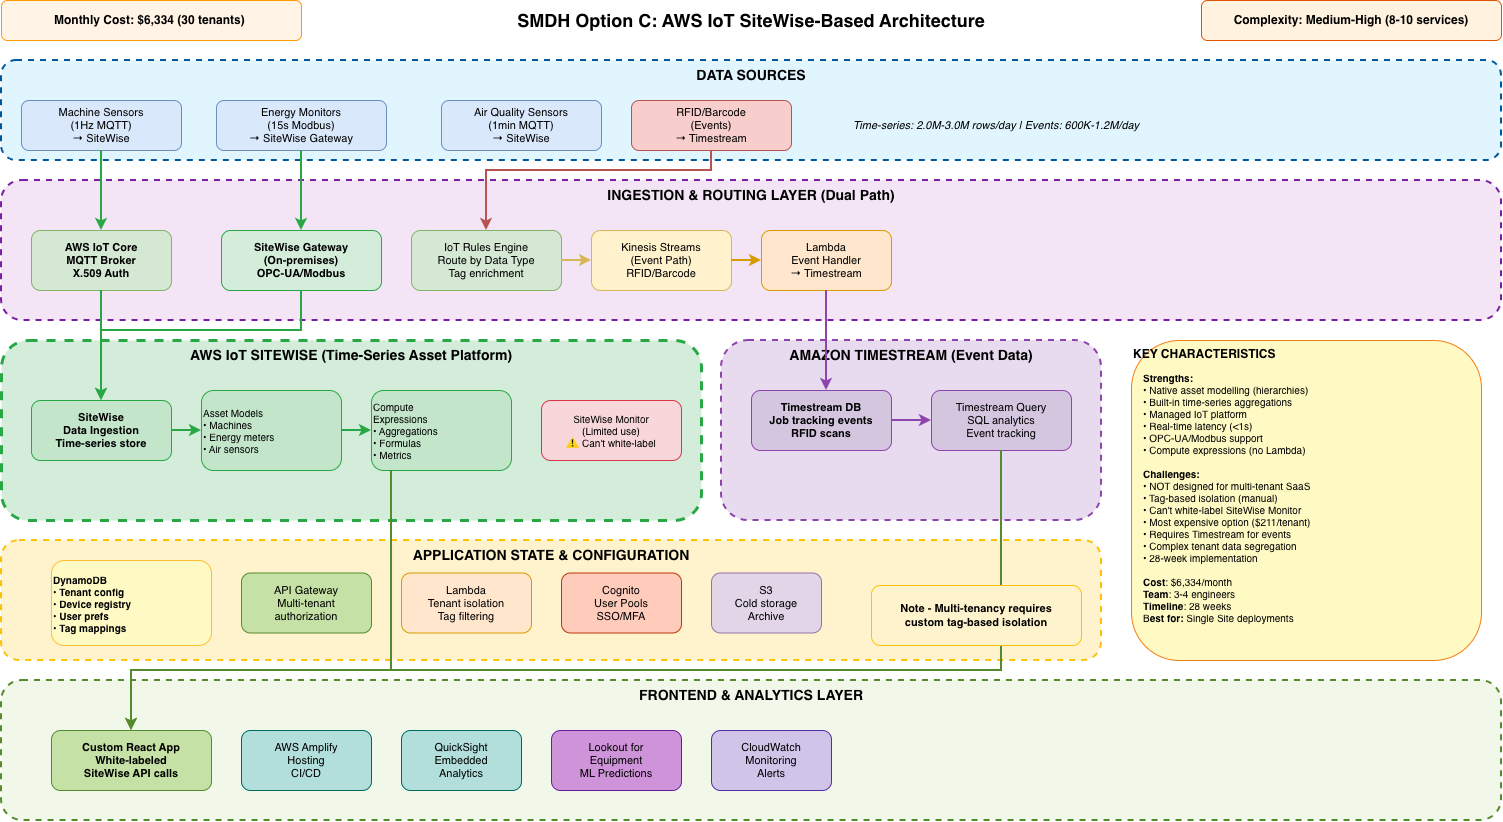 Monthly Cost: $6,334 (30 tenants)
SMDH Option C: AWS IoT SiteWise-Based Architecture
Complexity: Medium-High (8-10 services)
DATA SOURCES
Machine Sensors
(1Hz MQTT)
→ SiteWise
Energy Monitors
(15s Modbus)
→ SiteWise Gateway
Air Quality Sensors
(1min MQTT)
→ SiteWise
RFID/Barcode
(Events)
→ Timestream
Time-series: 2.0M-3.0M rows/day | Events: 600K-1.2M/day
INGESTION & ROUTING LAYER (Dual Path)
AWS IoT Core
MQTT Broker
X.509 Auth
SiteWise Gateway
(On-premises)
OPC-UA/Modbus
IoT Rules Engine
Route by Data Type
Tag enrichment
Kinesis Streams
(Event Path)
RFID/Barcode
Lambda
Event Handler
→ Timestream
AWS IoT SITEWISE (Time-Series Asset Platform)
SiteWise
Data Ingestion
Time-series store
Asset Models
• Machines
• Energy meters
• Air sensors
Compute
Expressions
• Aggregations
• Formulas
• Metrics
SiteWise Monitor
(Limited use)
⚠️ Can't white-label
AMAZON TIMESTREAM (Event Data)
Timestream DB
Job tracking events
RFID scans
Timestream Query
SQL analytics
Event tracking
KEY CHARACTERISTICS
Strengths:
• Native asset modelling (hierarchies)
• Built-in time-series aggregations
• Managed IoT platform
• Real-time latency (<1s)
• OPC-UA/Modbus support
• Compute expressions (no Lambda)
Challenges:
• NOT designed for multi-tenant SaaS
• Tag-based isolation (manual)
• Can't white-label SiteWise Monitor
• Most expensive option ($211/tenant)
• Requires Timestream for events
• Complex tenant data segregation
• 28-week implementation
Cost: $6,334/month
Team: 3-4 engineers
Timeline: 28 weeks
Best for: Single Site deployments
APPLICATION STATE & CONFIGURATION
DynamoDB
• Tenant config
• Device registry
• User prefs
• Tag mappings
API Gateway
Multi-tenant
authorization
Lambda
Tenant isolation
Tag filtering
Cognito
User Pools
SSO/MFA
S3
Cold storage
Archive
Note - Multi-tenancy requires
custom tag-based isolation
FRONTEND & ANALYTICS LAYER
Custom React App
White-labeled
SiteWise API calls
AWS Amplify
Hosting
CI/CD
QuickSight
Embedded
Analytics
Lookout for
Equipment
ML Predictions
CloudWatch
Monitoring
Alerts